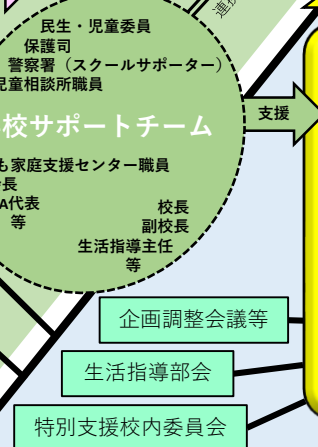 連携
民生・児童委員
保護司
警察署（スクールサポーター）
児童相談所職員
支援
校サポートチーム
も家庭支援センター職員
会長
A代表
等
校長
副校長
生活指導主任
等
企画調整会議等
生活指導部会
特別支援校内委員会